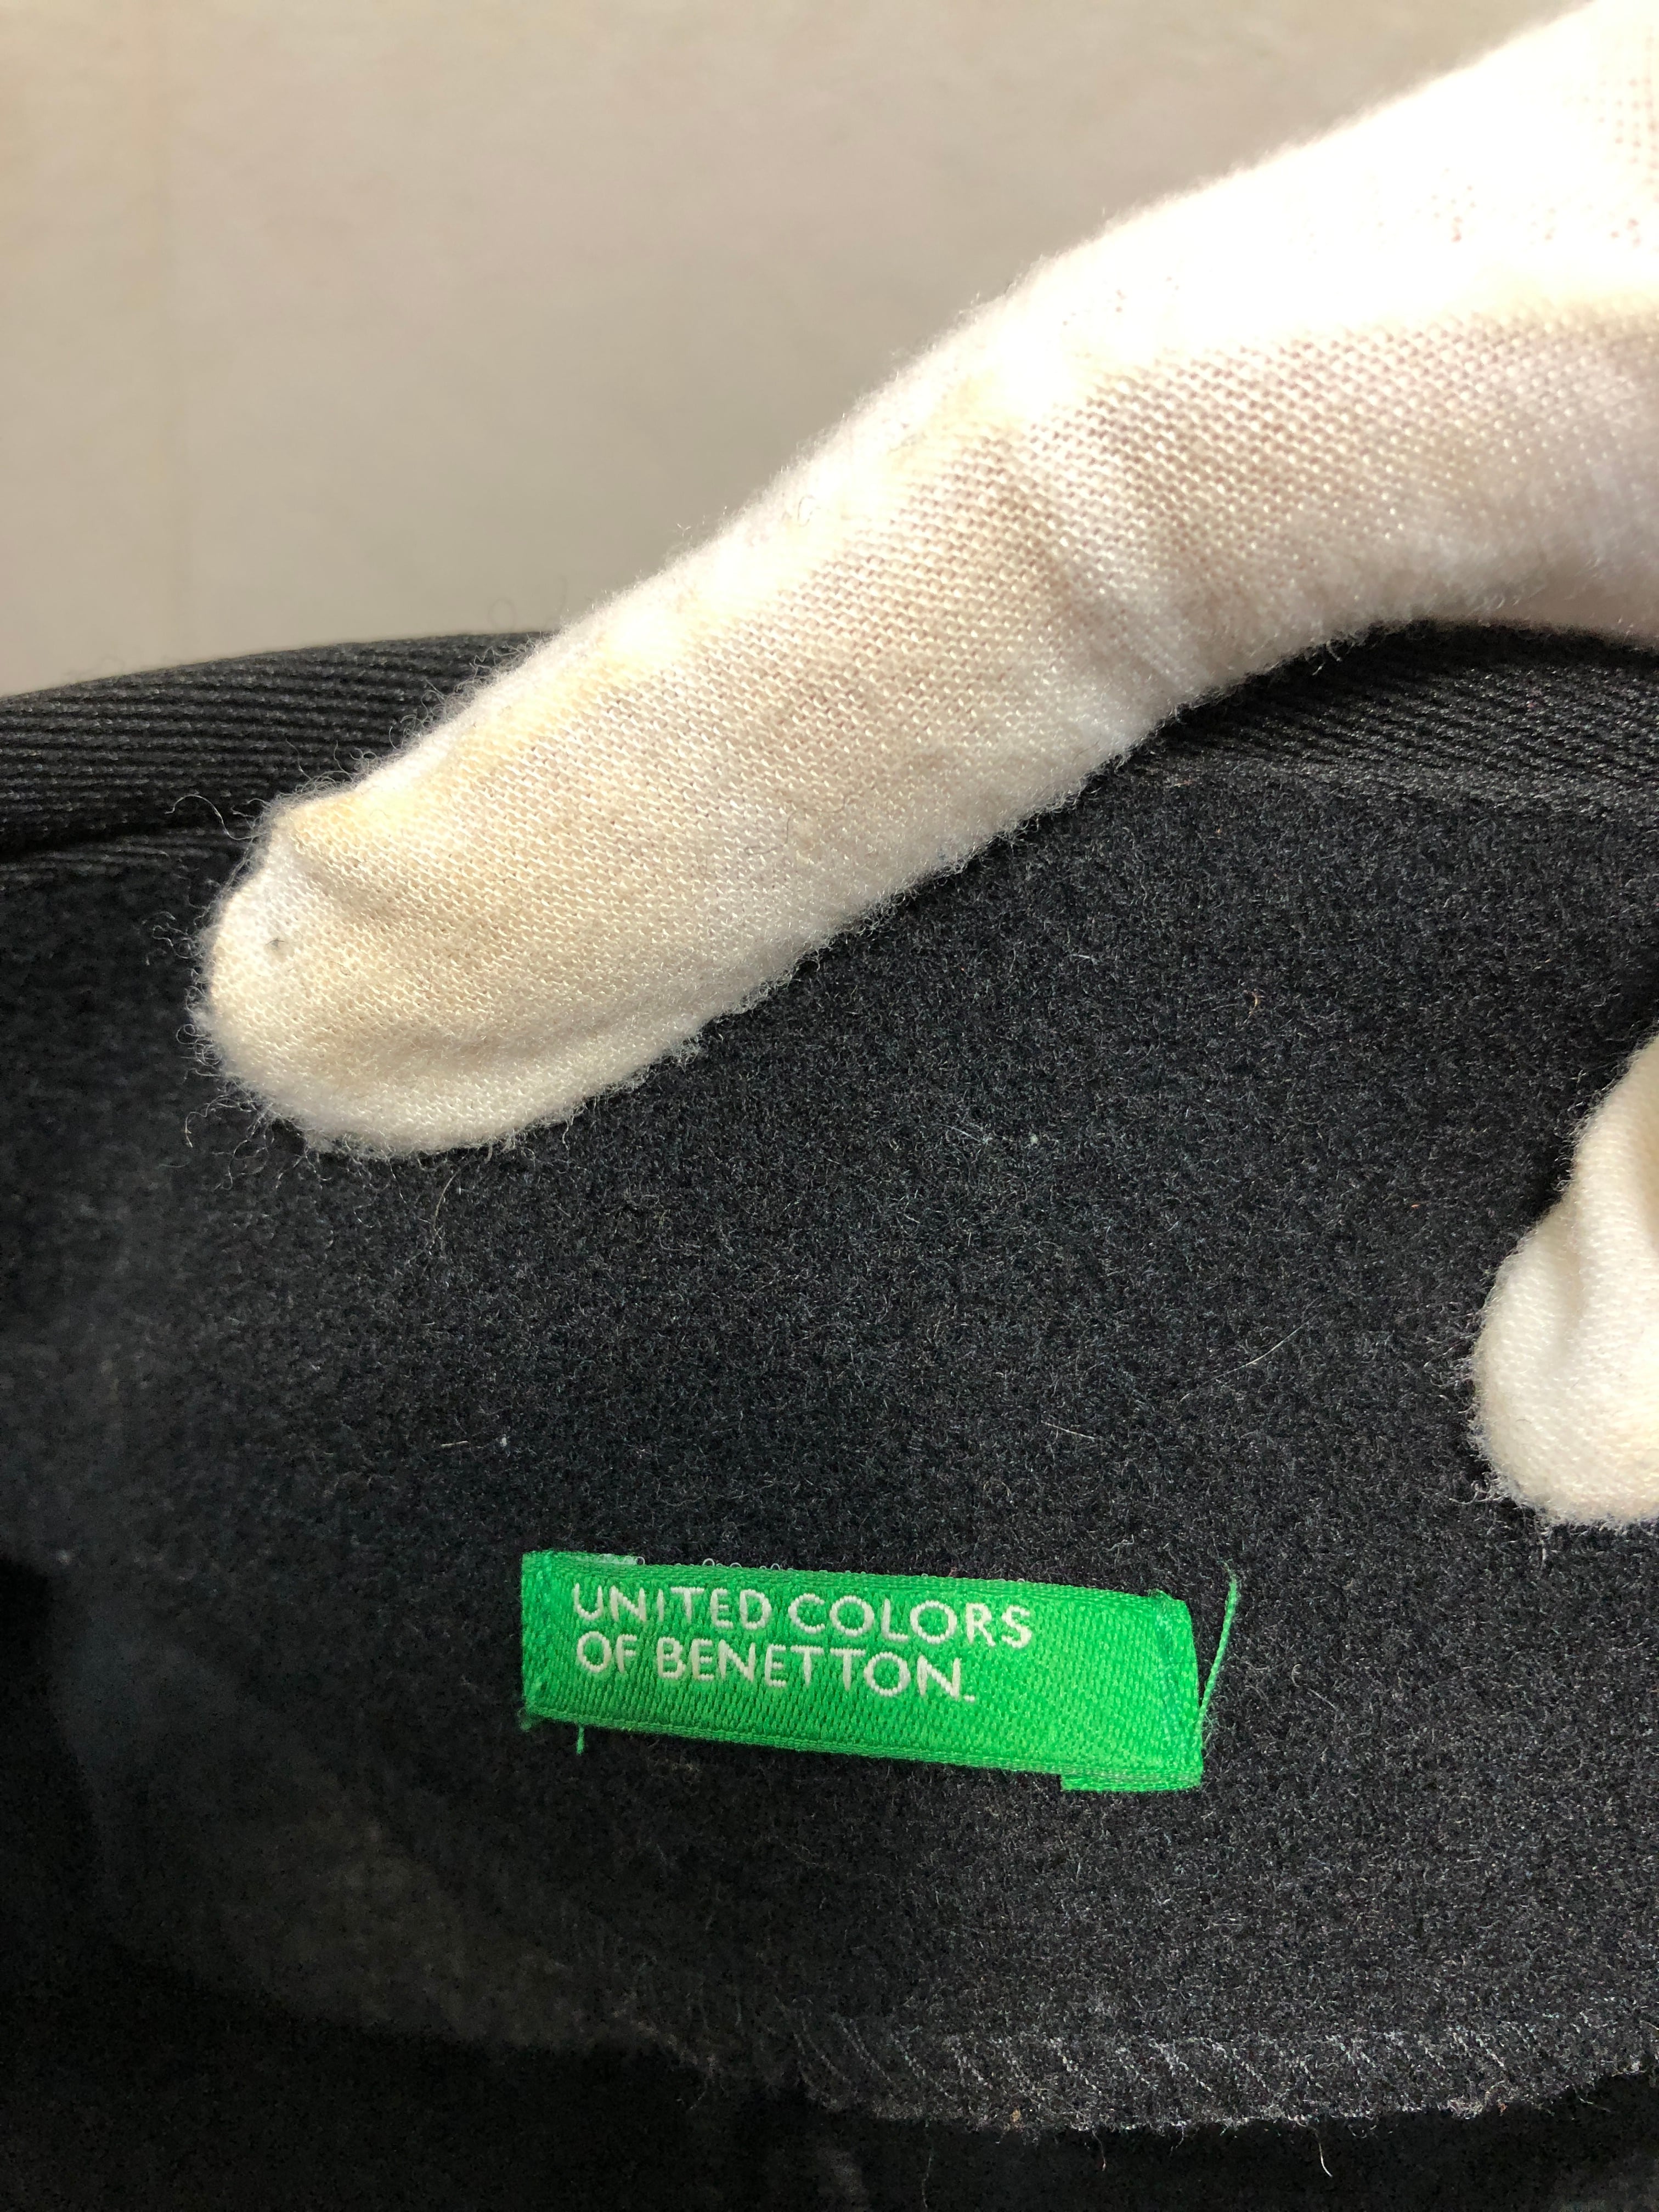 UNITED COLORS
OF BENETTON.